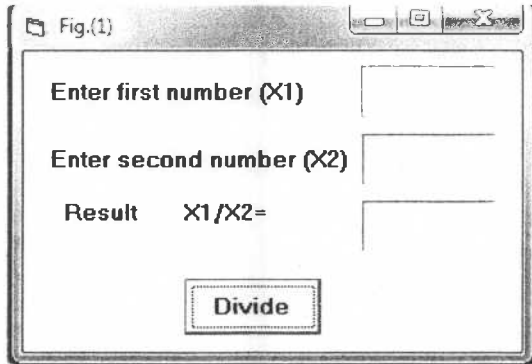 Fig.(1)
Enter first number (X1)
Enter second number (X2)
Result X1/X2=
Divide